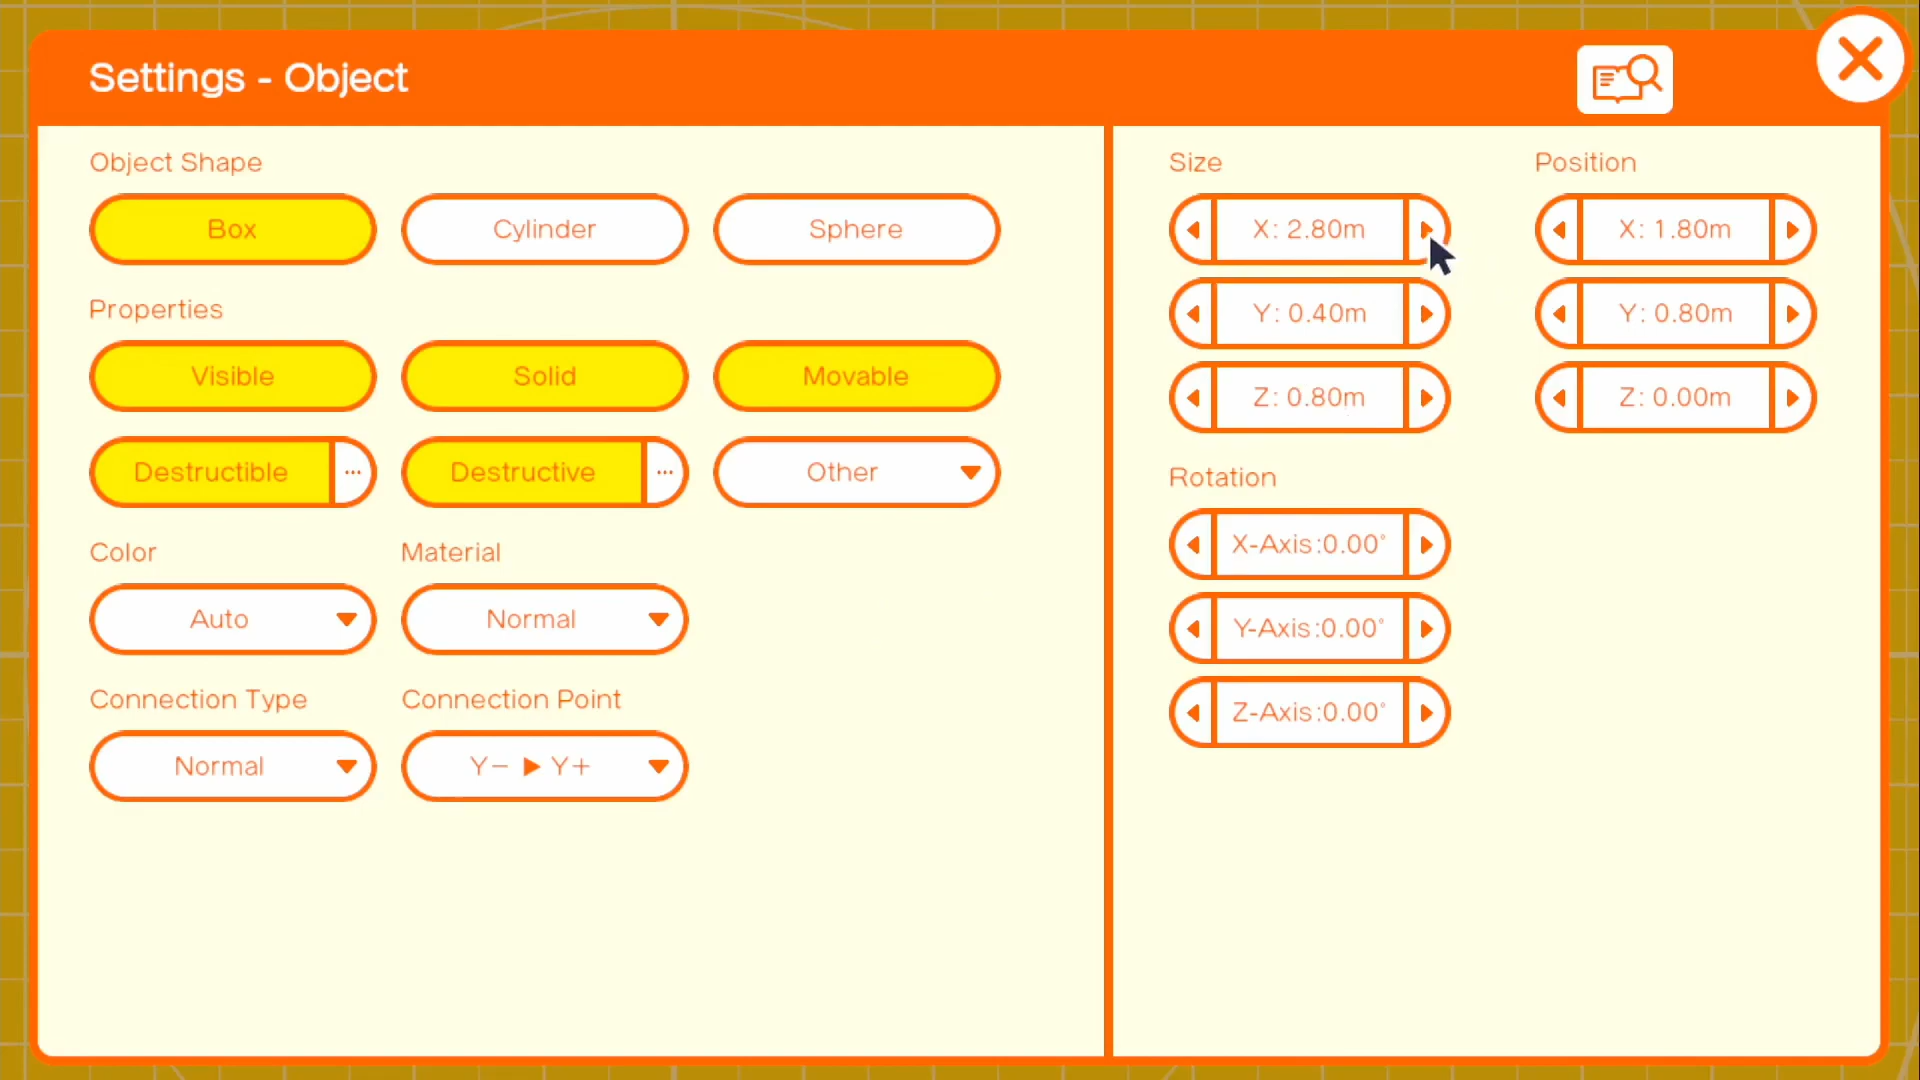 Settings - Object
Object Shape
Box
Cylinder
Sphere
Properties
Visible
Solid
Movable
Destructible
...
Destructive
...
Other
Color
Material
Auto
Normal
Connection Type
Connection Point
Normal
Y− ▶ Y+
Size
Position
X: 2.80m
X: 1.80m
Y: 0.40m
Y: 0.80m
Z: 0.80m
Z: 0.00m
Rotation
X-Axis:0.00°
Y-Axis:0.00°
Z-Axis:0.00°